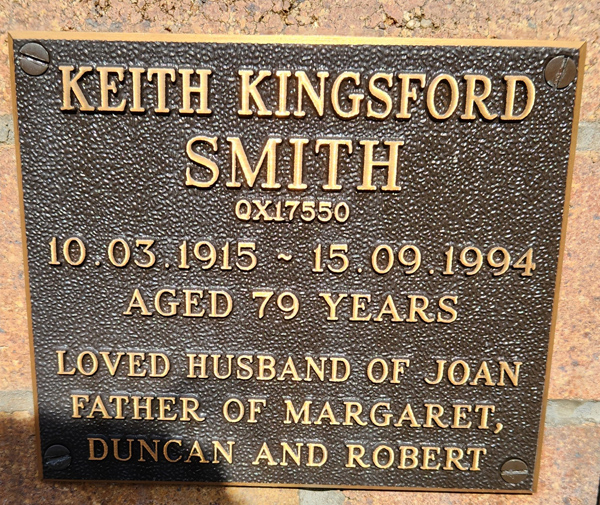 KEITH KINGSFORD
SMITH
QX17550
10.03.1915 ~ 15.09.1994
AGED 79 YEARS
LOVED HUSBAND OF JOAN
FATHER OF MARGARET,
DUNCAN AND ROBERT